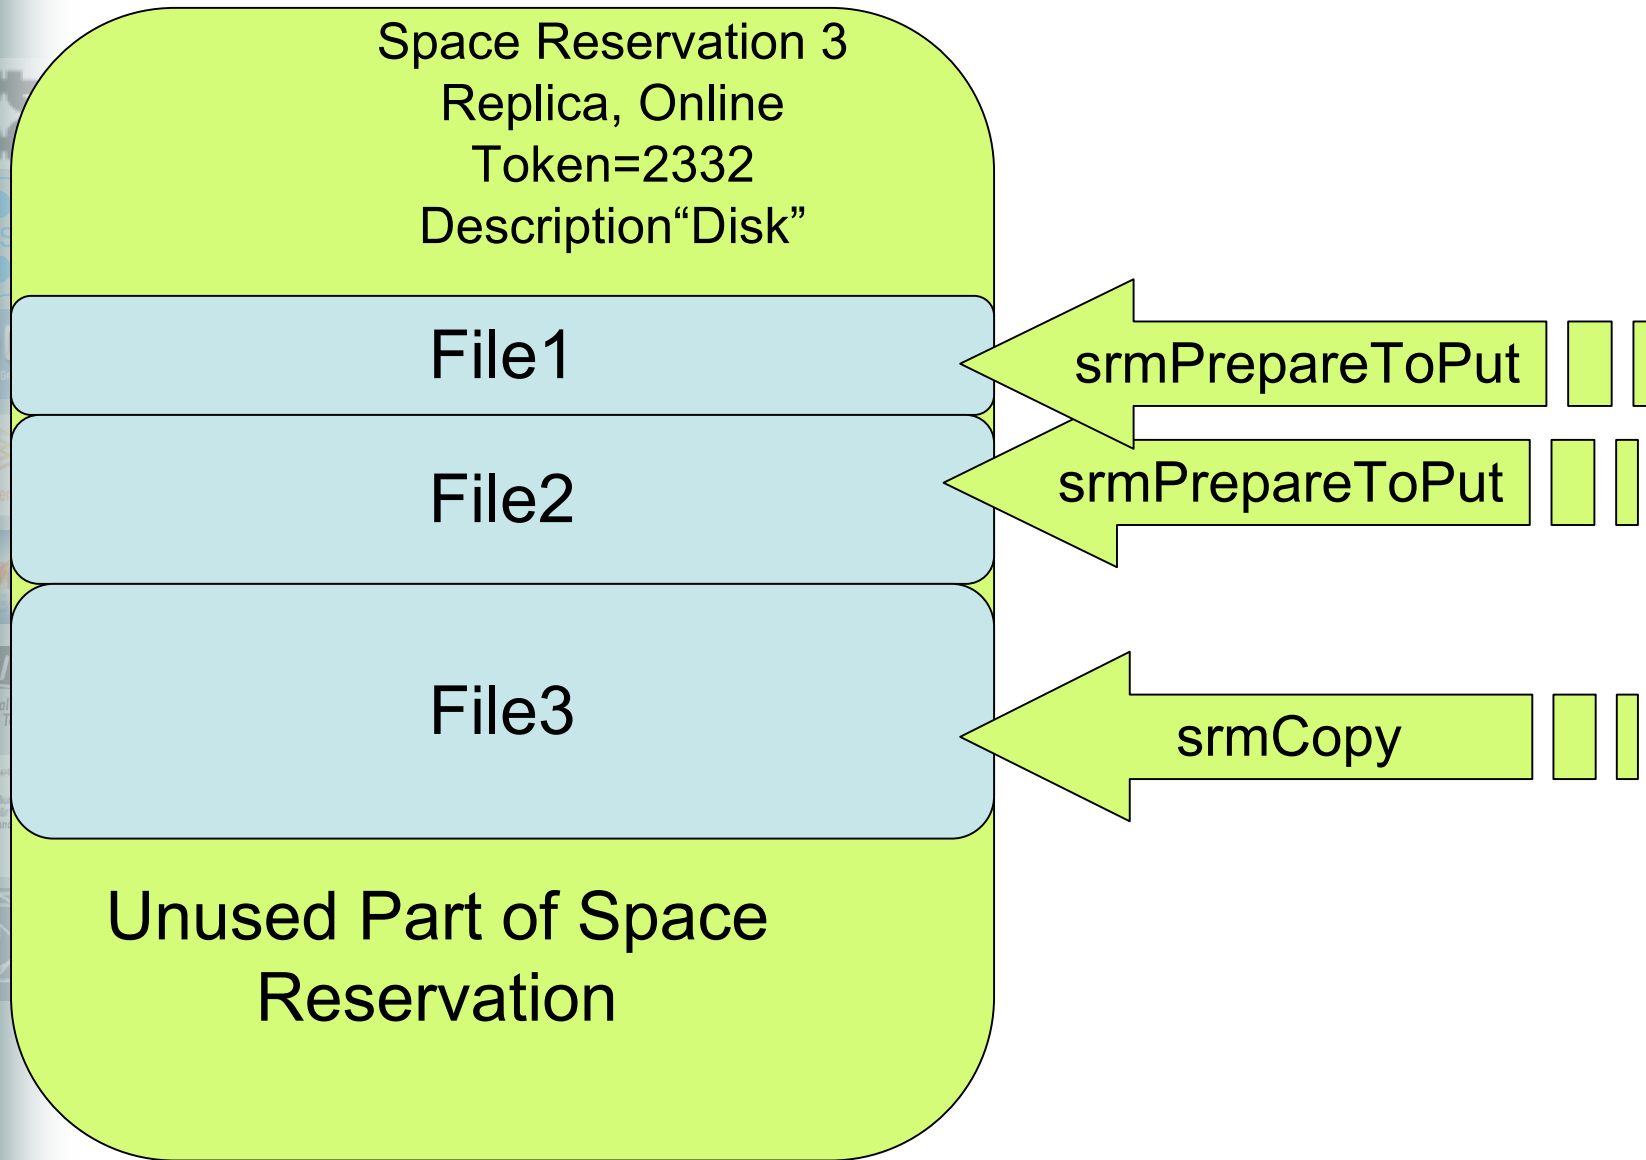 Space Reservation 3
Replica, Online
Token=2332
Description“Disk”
File1
srmPrepareToPut
File2
srmPrepareToPut
File3
srmCopy
Unused Part of Space
Reservation